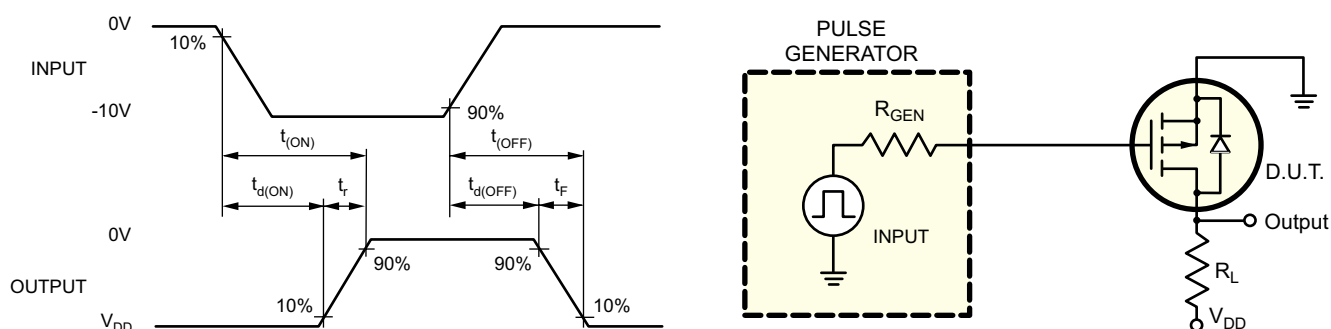 0V
10%
INPUT
-10V
90%
t(ON)
t(OFF)
td(ON)
tr
td(OFF)
tF
0V
90%
90%
OUTPUT
10%
10%
VDD
PULSE
GENERATOR
RGEN
INPUT
D.U.T.
Output
RL
VDD